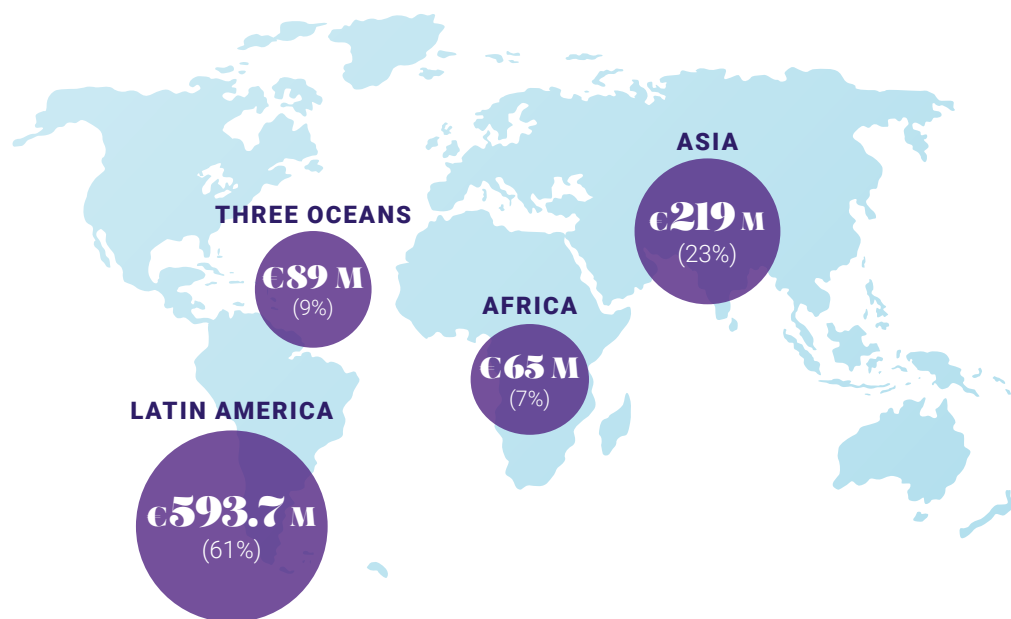 ASIA
€219 M
(23%)
THREE OCEANS
€89 M
(9%)
AFRICA
€65 M
(7%)
LATIN AMERICA
€593.7 M
(61%)